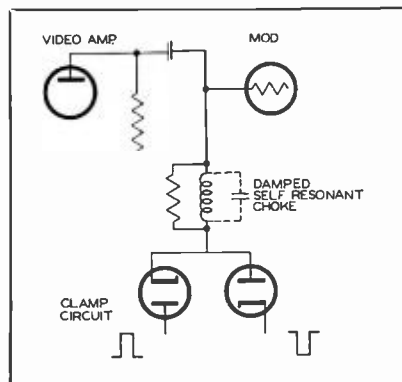 VIDEO AMP.
MOD
DAMPED
SELF RESONANT
CHOKE
CLAMP
CIRCUIT